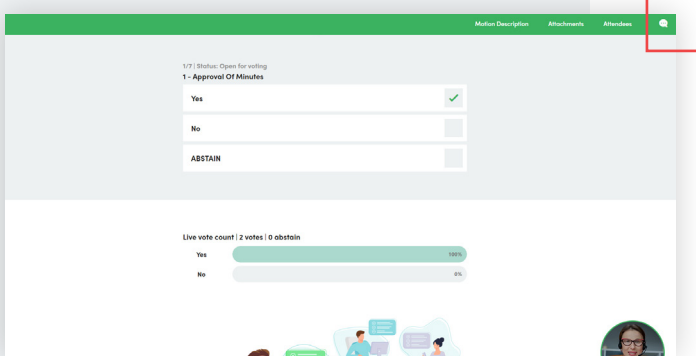 Motion Description Attachments Attendees
1/7 | Status: Open for voting
1 - Approval Of Minutes
Yes
No
ABSTAIN
Live vote count | 2 votes | 0 abstain
Yes 100%
No 0%